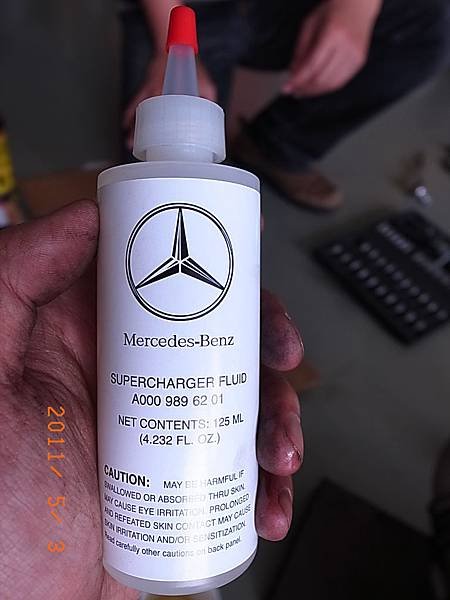 Mercedes-Benz
SUPERCHARGER FLUID
A000 989 62 01
NET CONTENTS: 125 ML
(4.232 FL. OZ.)
CAUTION: MAY BE HARMFUL IF
SWALLOWED OR ABSORBED THRU SKIN.
MAY CAUSE EYE IRRITATION. PROLONGED
AND REPEATED SKIN CONTACT MAY CAUSE
SKIN IRRITATION AND/OR SENSITIZATION.
Read carefully other cautions on back panel.
2011/ 5/ 3